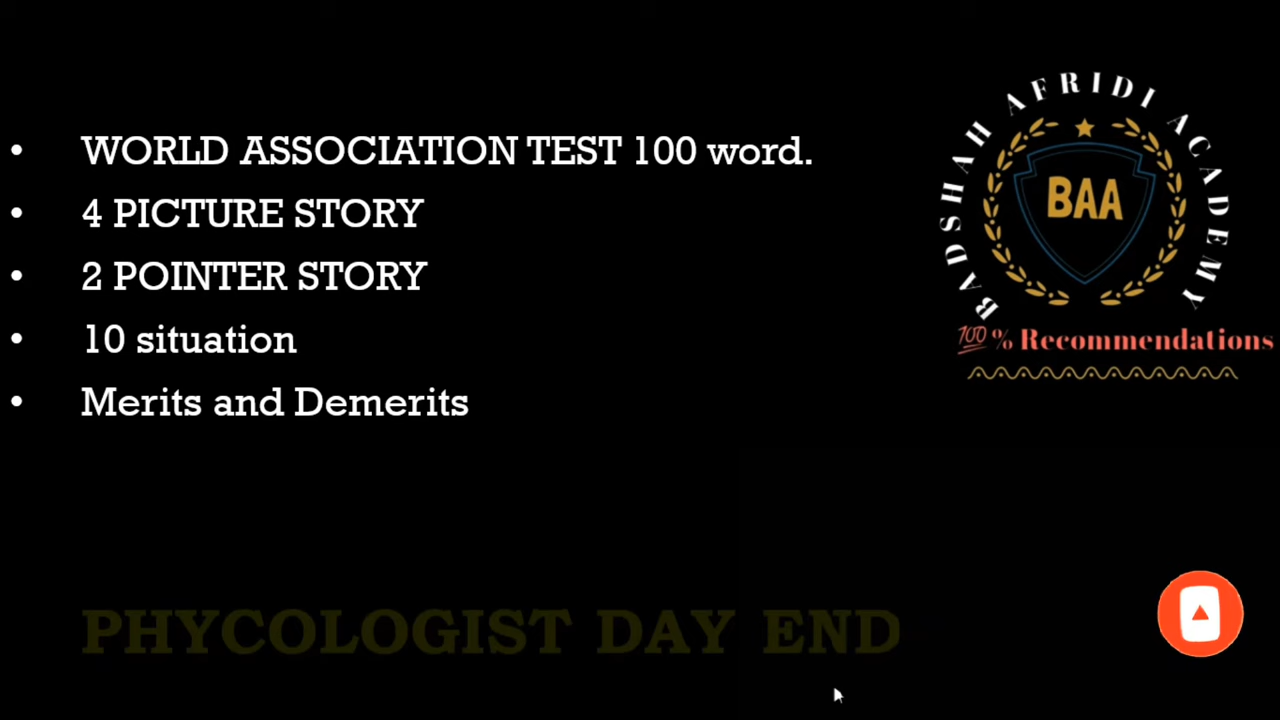 • WORLD ASSOCIATION TEST 100 word.
• 4 PICTURE STORY
• 2 POINTER STORY
• 10 situation
• Merits and Demerits
BADSHAH AFRIDI ACADEMY
BAA
💯% Recommendations
PHYCOLOGIST DAY END